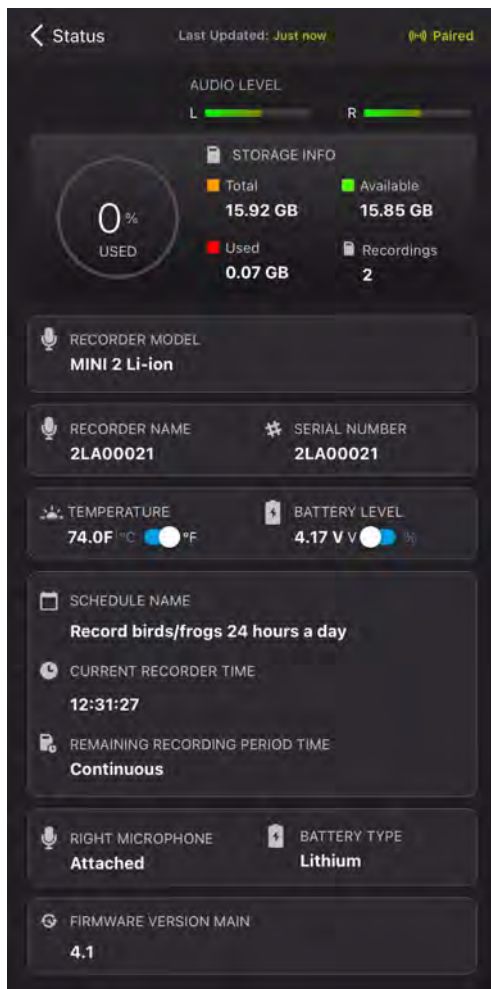 Status Last Updated: Just now Paired
AUDIO LEVEL
L R
STORAGE INFO
Total Available
15.92 GB 15.85 GB
0 %
USED
Used Recordings
0.07 GB 2
RECORDER MODEL
MINI 2 Li-ion
RECORDER NAME SERIAL NUMBER
2LA00021 2LA00021
TEMPERATURE BATTERY LEVEL
74.0F °C °F 4.17 V V %
SCHEDULE NAME
Record birds/frogs 24 hours a day
CURRENT RECORDER TIME
12:31:27
REMAINING RECORDING PERIOD TIME
Continuous
RIGHT MICROPHONE BATTERY TYPE
Attached Lithium
FIRMWARE VERSION MAIN
4.1